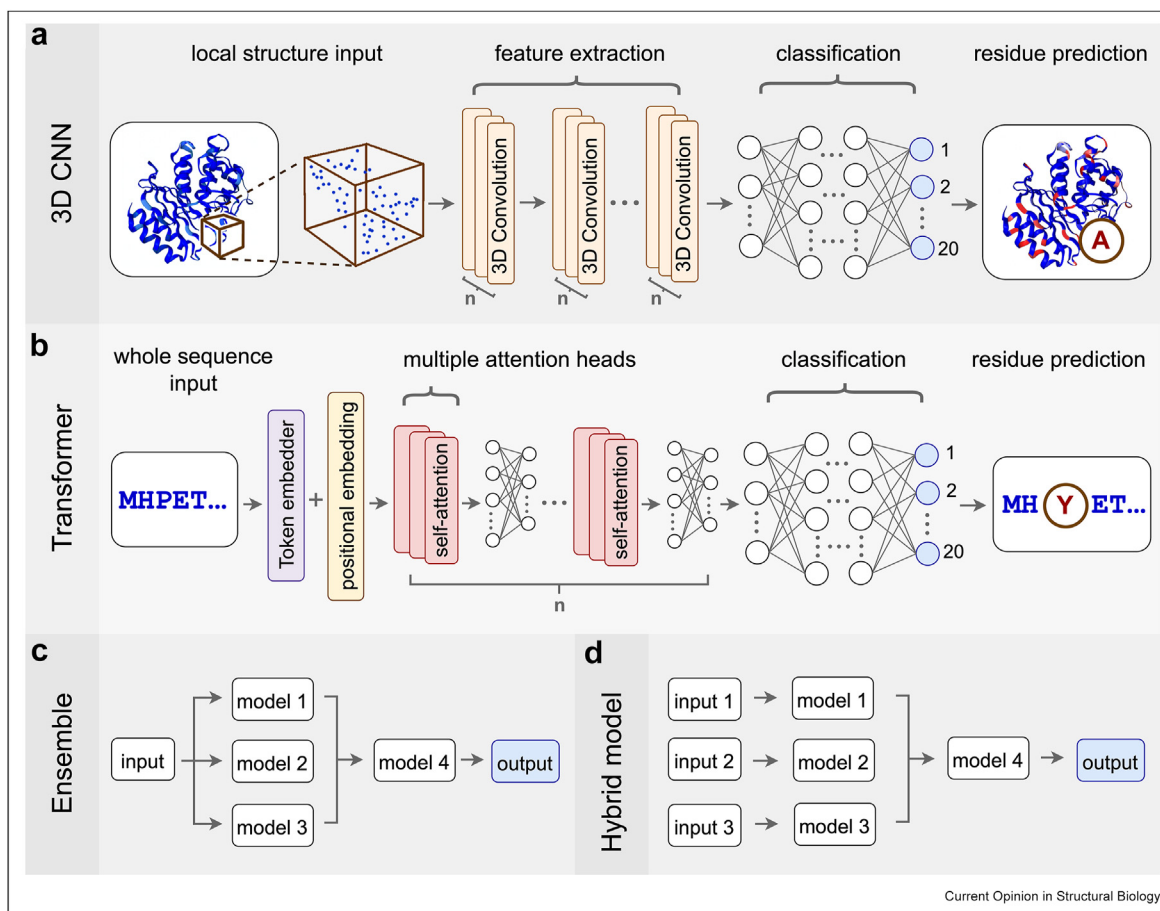 a
3D CNN
local structure input
feature extraction
classification
residue prediction
3D Convolution
3D Convolution
3D Convolution
n
n
n
1
2
20
A
b
Transformer
whole sequence
input
multiple attention heads
classification
residue prediction
MHPET...
Token embedder
+
positional embedding
self-attention
self-attention
n
1
2
20
MH Y ET...
c
Ensemble
input
model 1
model 2
model 3
model 4
output
d
Hybrid model
input 1
model 1
input 2
model 2
input 3
model 3
model 4
output
Current Opinion in Structural Biology